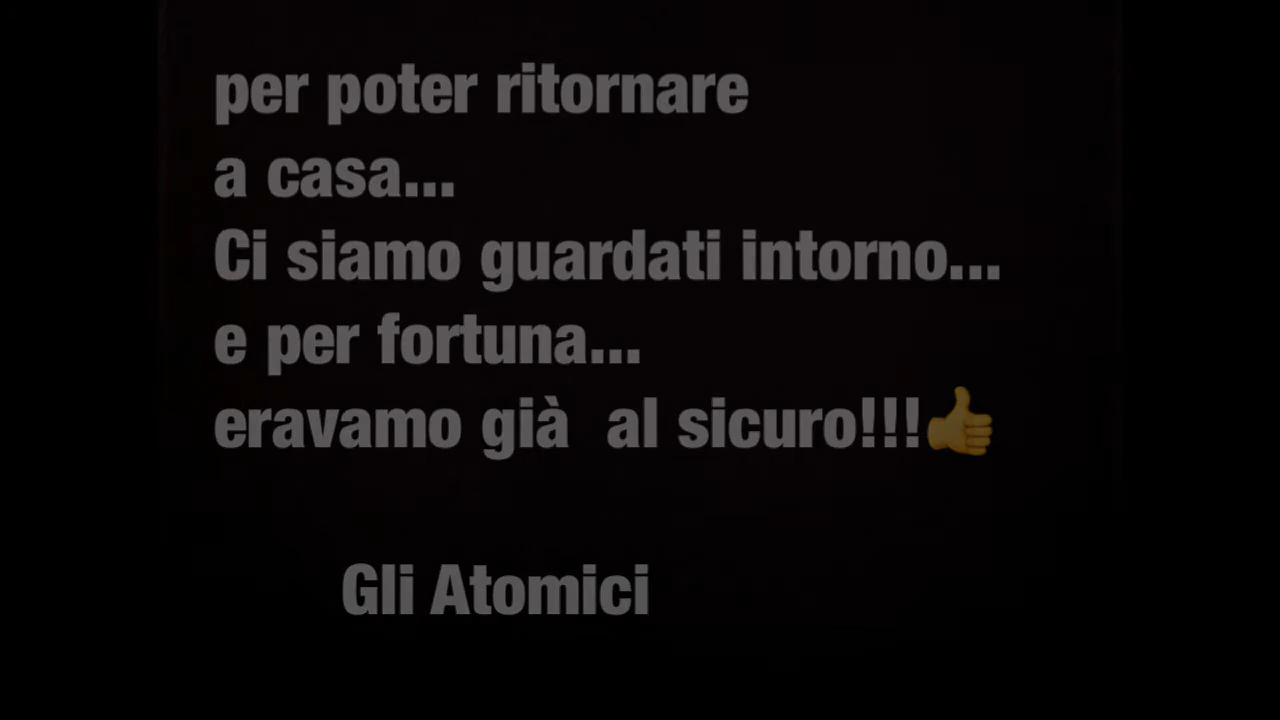 per poter ritornare
a casa...
Ci siamo guardati intorno...
e per fortuna...
eravamo già  al sicuro!!!👍
Gli Atomici